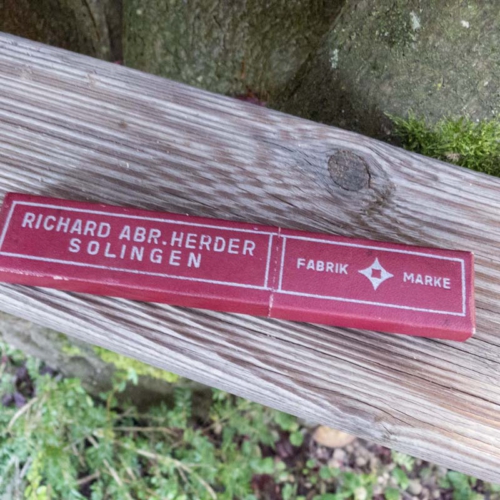 RICHARD ABR. HERDER
SOLINGEN
FABRIK MARKE